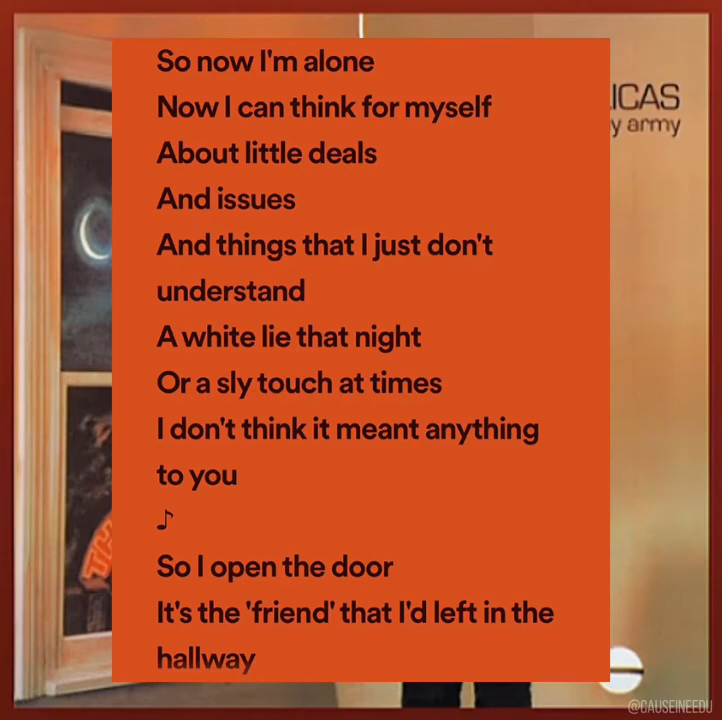 So now I'm alone
Now I can think for myself
About little deals
And issues
And things that I just don't
understand
A white lie that night
Or a sly touch at times
I don't think it meant anything
to you
♪
So I open the door
It's the 'friend' that I'd left in the
hallway
ICAS
y army
@CAUSEINEEDU